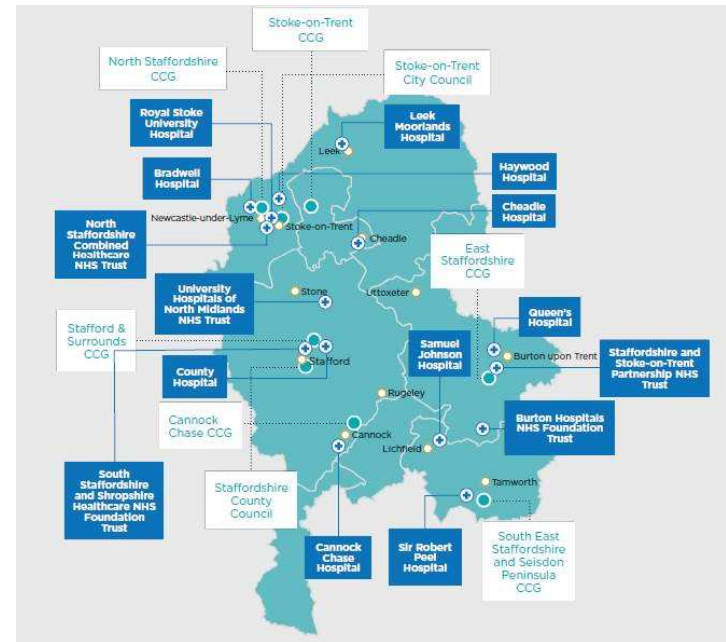 Stoke-on-Trent
CCG
North Staffordshire
CCG
Stoke-on-Trent
City Council
Royal Stoke
University
Hospital
Leek
Moorlands
Hospital
Leek
Bradwell
Hospital
Haywood
Hospital
Newcastle-under-Lyme
Stoke-on-Trent
Cheadle
Hospital
Cheadle
North
Staffordshire
Combined
Healthcare
NHS Trust
East
Staffordshire
CCG
University
Hospitals of
North Midlands
NHS Trust
Stone
Uttoxeter
Queen's
Hospital
Stafford &
Surrounds
CCG
Stafford
Samuel
Johnson
Hospital
Burton upon Trent
Staffordshire and
Stoke-on-Trent
Partnership NHS
Trust
County
Hospital
Rugeley
Cannock
Chase CCG
Cannock
Lichfield
Burton Hospitals
NHS Foundation
Trust
South
Staffordshire
and Shropshire
Healthcare NHS
Foundation
Trust
Staffordshire
County
Council
Tamworth
Cannock
Chase
Hospital
Sir Robert
Peel
Hospital
South East
Staffordshire
and Seisdon
Peninsula
CCG